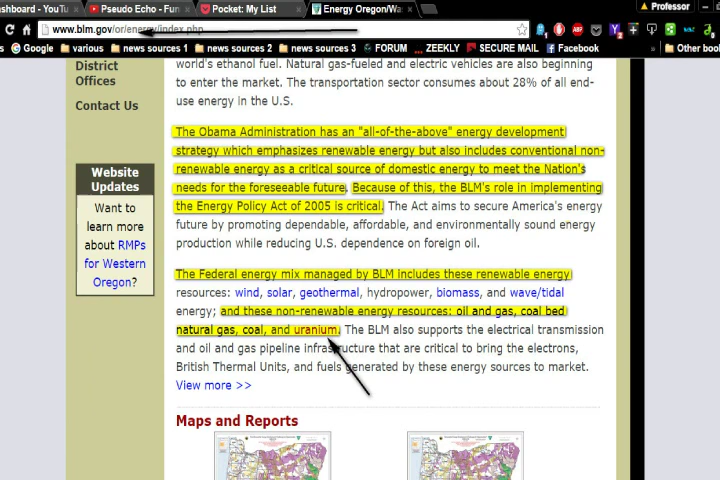 ashboard - YouTu
Pseudo Echo - Fun
Pocket: My List
Energy Oregon/Wa
Professor
www.blm.gov/or/energy/index.php
Google various news sources 1 news sources 2 news sources 3 FORUM ZEEKLY SECURE MAIL Facebook Other boo
District
Offices
Contact Us
Website
Updates
Want to
learn more
about RMPs
for Western
Oregon?
world's ethanol fuel. Natural gas-fueled and electric vehicles are also beginning
to enter the market. The transportation sector consumes about 28% of all end-
use energy in the U.S.
The Obama Administration has an "all-of-the-above" energy development
strategy which emphasizes renewable energy but also includes conventional non-
renewable energy as a critical source of domestic energy to meet the Nation's
needs for the foreseeable future. Because of this, the BLM's role in implementing
the Energy Policy Act of 2005 is critical. The Act aims to secure America's energy
future by promoting dependable, affordable, and environmentally sound energy
production while reducing U.S. dependence on foreign oil.
The Federal energy mix managed by BLM includes these renewable energy
resources: wind, solar, geothermal, hydropower, biomass, and wave/tidal
energy; and these non-renewable energy resources: oil and gas, coal bed
natural gas, coal, and uranium. The BLM also supports the electrical transmission
and oil and gas pipeline infrastructure that are critical to bring the electrons,
British Thermal Units, and fuels generated by these energy sources to market.
View more >>
Maps and Reports